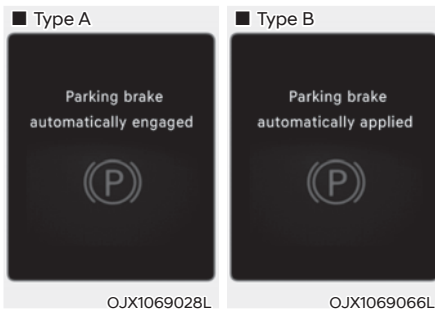 ■ Type A
Parking brake
automatically engaged
(P)
OJX1069028L
■ Type B
Parking brake
automatically applied
(P)
OJX1069066L